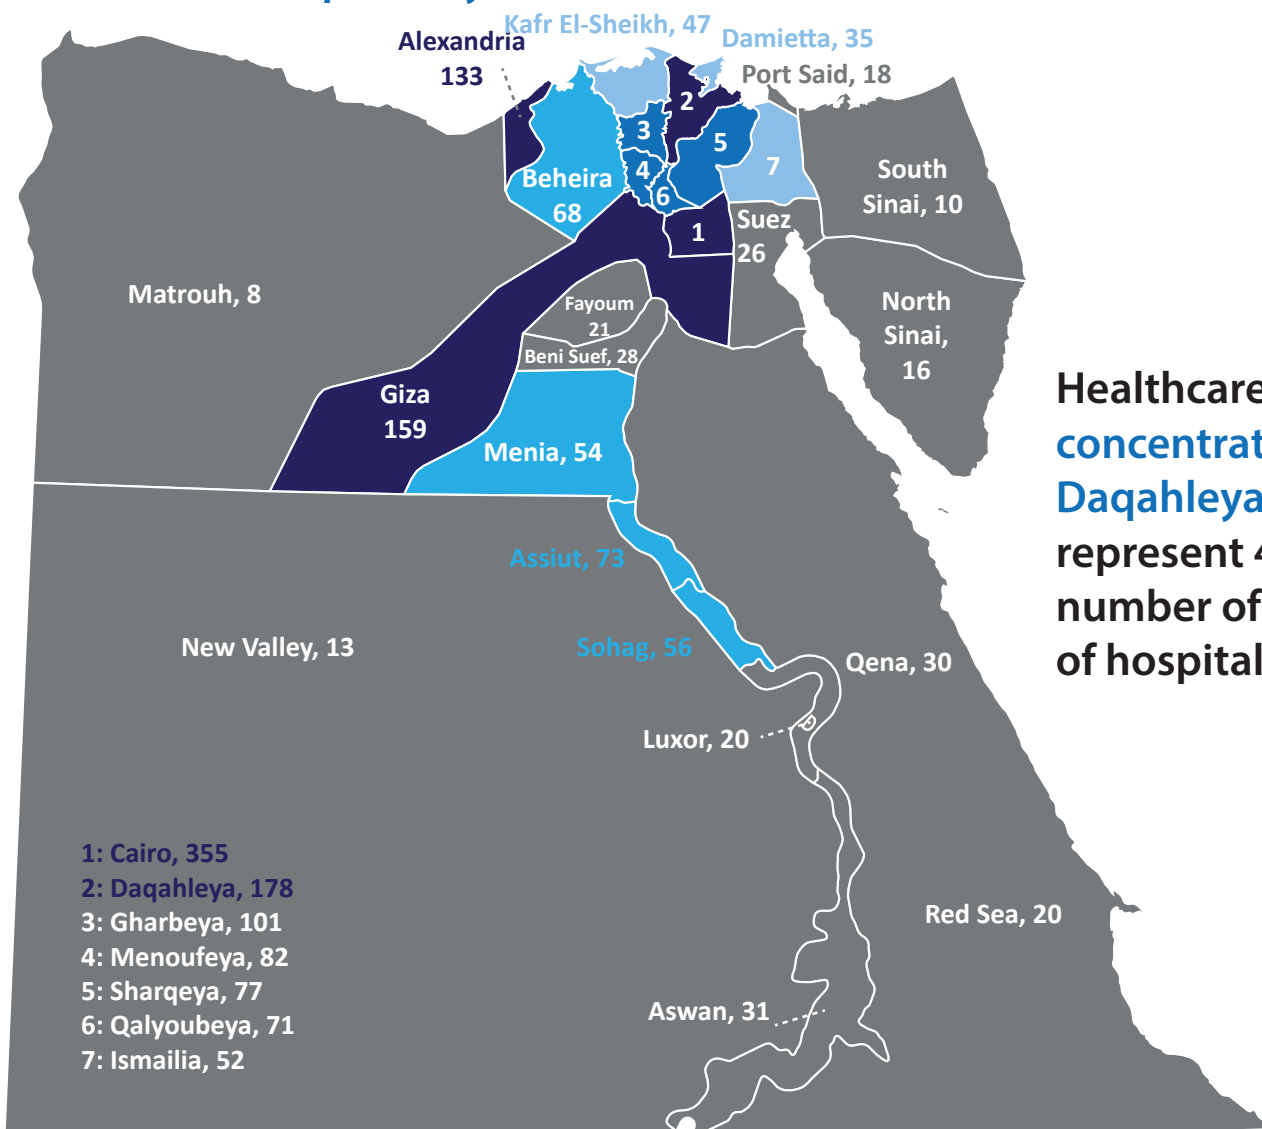 Kafr El-Sheikh, 47
Alexandria
133
Damietta, 35
Port Said, 18
2
3
5
4
7
6
Beheira
68
South
Sinai, 10
Suez
26
1
Matrouh, 8
Fayoum
21
North
Sinai,
16
Beni Suef, 28
Giza
159
Menia, 54
Healthcare
concentrat
Daqahleya
represent 4
number of
of hospital
Assiut, 73
New Valley, 13
Sohag, 56
Qena, 30
Luxor, 20
1: Cairo, 355
2: Daqahleya, 178
3: Gharbeya, 101
4: Menoufeya, 82
5: Sharqeya, 77
6: Qalyoubeya, 71
7: Ismailia, 52
Red Sea, 20
Aswan, 31